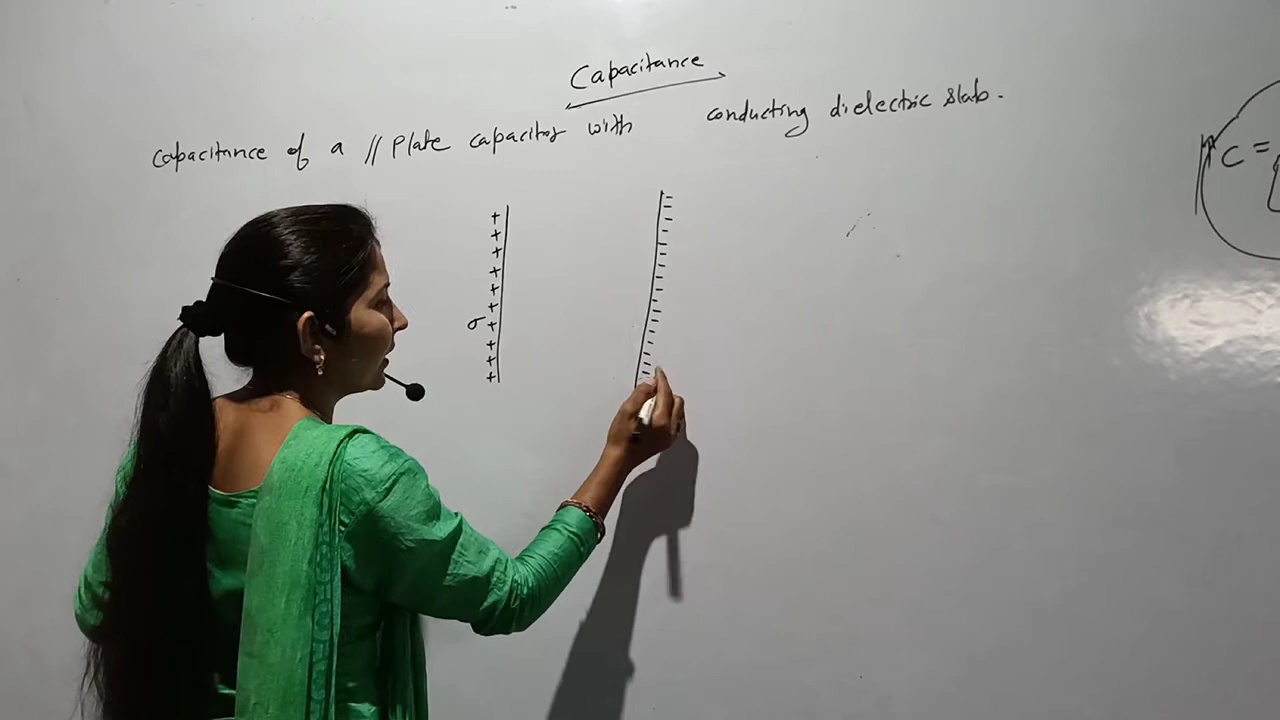 Capacitance
Capacitance of a // Plate capacitor with conducting dielectric slab.
C =
+
+
+
+
+
+
σ +
+
+
+